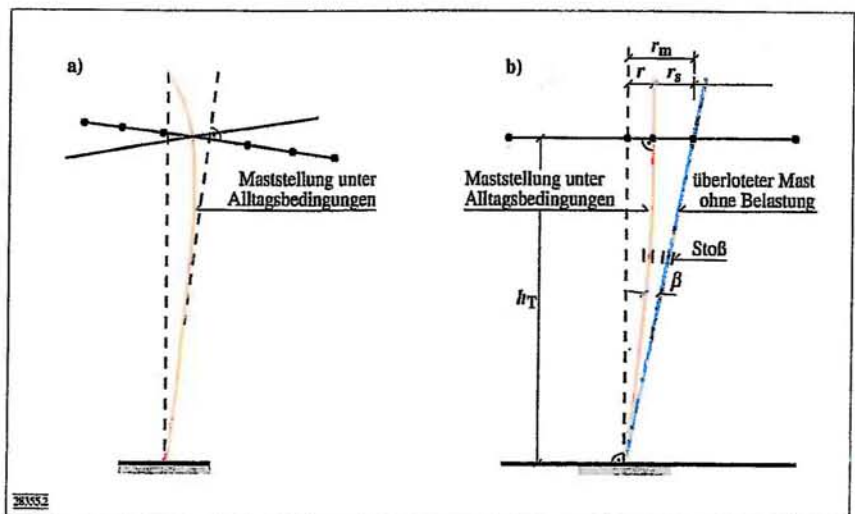 a)
Maststellung unter
Alltagsbedingungen
b)
r_m
r r_s
Maststellung unter
Alltagsbedingungen
überloteter Mast
ohne Belastung
Stoß
β
h_T
28355.2